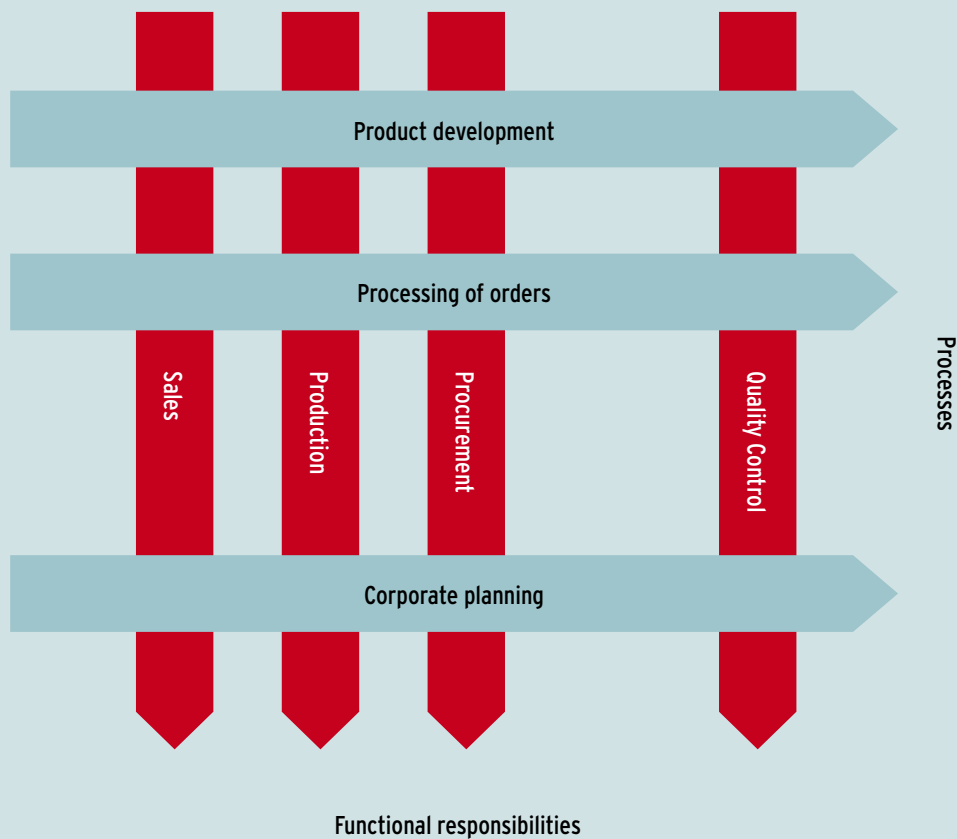 Product development
Processing of orders
Sales
Production
Procurement
Quality Control
Processes
Corporate planning
Functional responsibilities